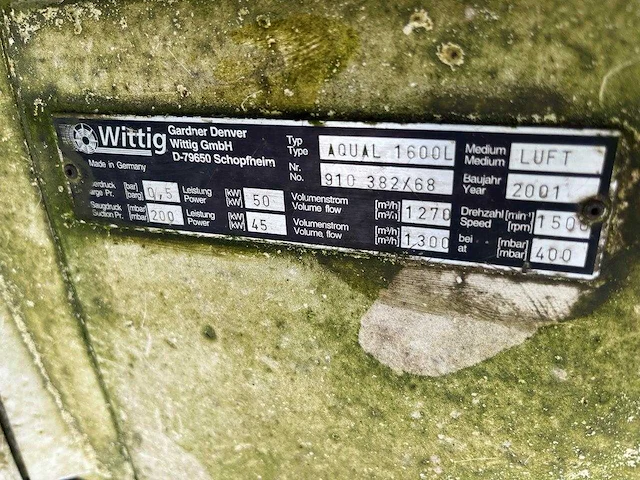 Wittig
Gardner Denver
Wittig GmbH
D-79650 Schopfheim
Made in Germany
Typ
Type
AQUAL 1600L
Medium
Medium
LUFT
Nr.
No.
910 382/68
Baujahr
Year
2001
[bar]
0,5
Leistung
Power
[kW]
[kW]
50
Volumenstrom
Volume flow
[m³/h]
[m³/h]
1270
Drehzahl
Speed
[min⁻¹]
[rpm]
1500
Saugdruck
Suction Pr.
[mbar]
[mbar]
200
Leistung
Power
[kW]
[kW]
45
Volumenstrom
Volume flow
[m³/h]
[m³/h]
1300
bei
at
[mbar]
[mbar]
400